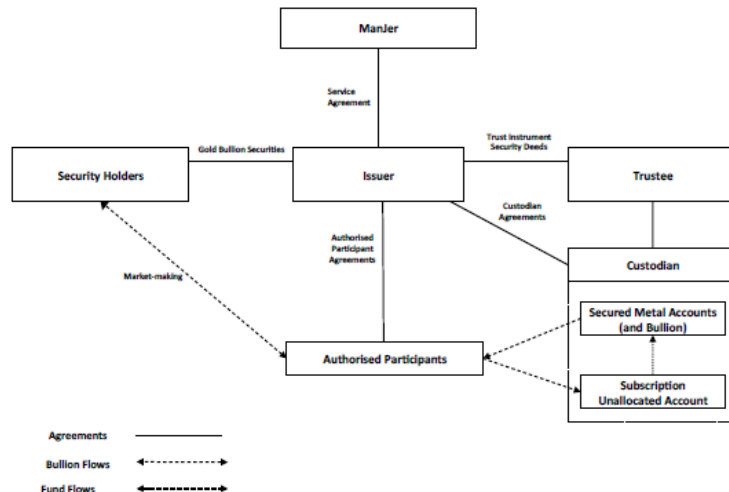 ManJer
Service
Agreement
Gold Bullion Securities
Trust Instrument
Security Deeds
Security Holders
Issuer
Trustee
Custodian
Agreements
Authorised
Participant
Agreements
Custodian
Market-making
Secured Metal Accounts
(and Bullion)
Authorised Participants
Subscription
Unallocated Account
Agreements
Bullion Flows
Fund Flows